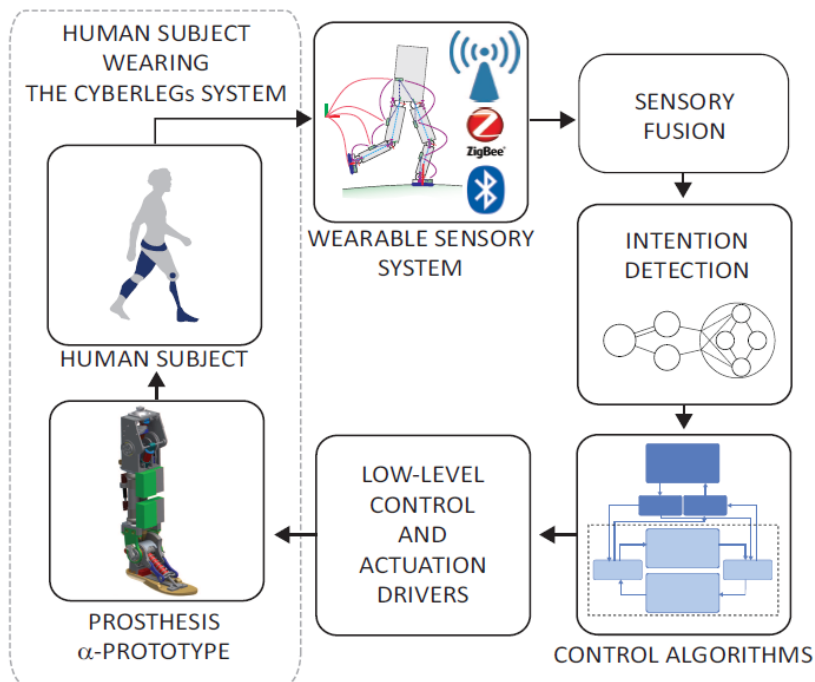 HUMAN SUBJECT
WEARING
THE CYBERLEGs SYSTEM
ZigBee®
WEARABLE SENSORY
SYSTEM
SENSORY
FUSION
INTENTION
DETECTION
HUMAN SUBJECT
LOW-LEVEL
CONTROL
AND
ACTUATION
DRIVERS
PROSTHESIS
α-PROTOTYPE
CONTROL ALGORITHMS